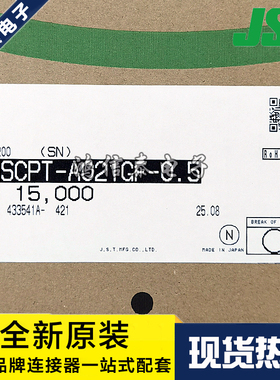 电子
JS
200 (SN)
SCPT-A021GF-0.5
15,000
433541A- 421
25.08
RoH
N
BREAK OF
MADE IN JAPAN
J.S.T.MFG.CO.,LTD.
全新原装
品牌连接器一站式配套
现货热